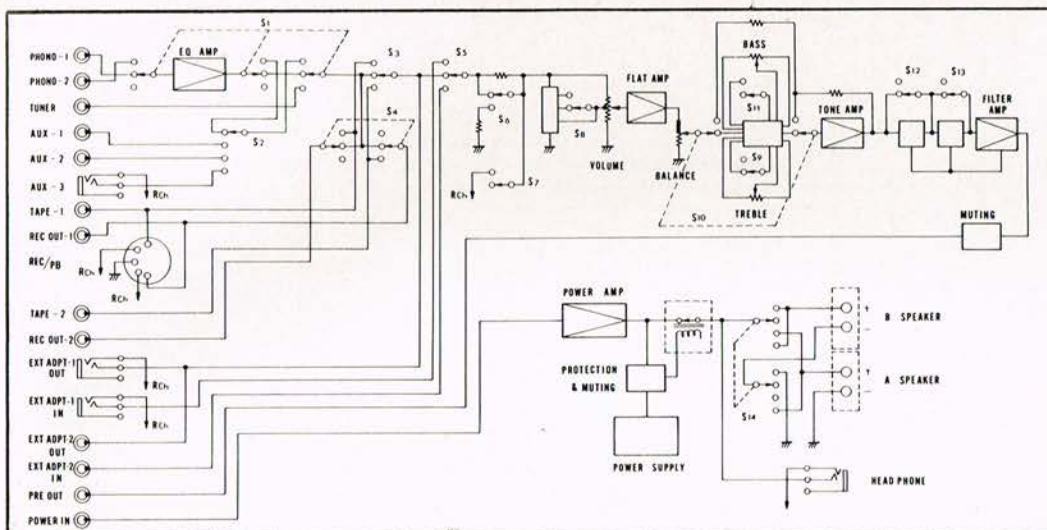 PHONO-1
PHONO-2
TUNER
AUX-1
AUX-2
AUX-3
TAPE-1
REC OUT-1
REC/PB
TAPE-2
REC OUT-2
EXT ADPT-1
OUT
EXT ADPT-1
IN
EXT ADPT-2
OUT
EXT ADPT-2
IN
PRE OUT
POWER IN
RCh
RCh
RCh
RCh
RCh
S1
EQ AMP
S2
S3
S4
S5
S6
S7
RCh
S8
VOLUME
FLAT AMP
BALANCE
S10
BASS
S11
S9
TREBLE
TONE AMP
S12
S13
FILTER
AMP
MUTING
POWER AMP
PROTECTION
& MUTING
POWER SUPPLY
S14
+
B SPEAKER
−
+
A SPEAKER
−
HEAD PHONE